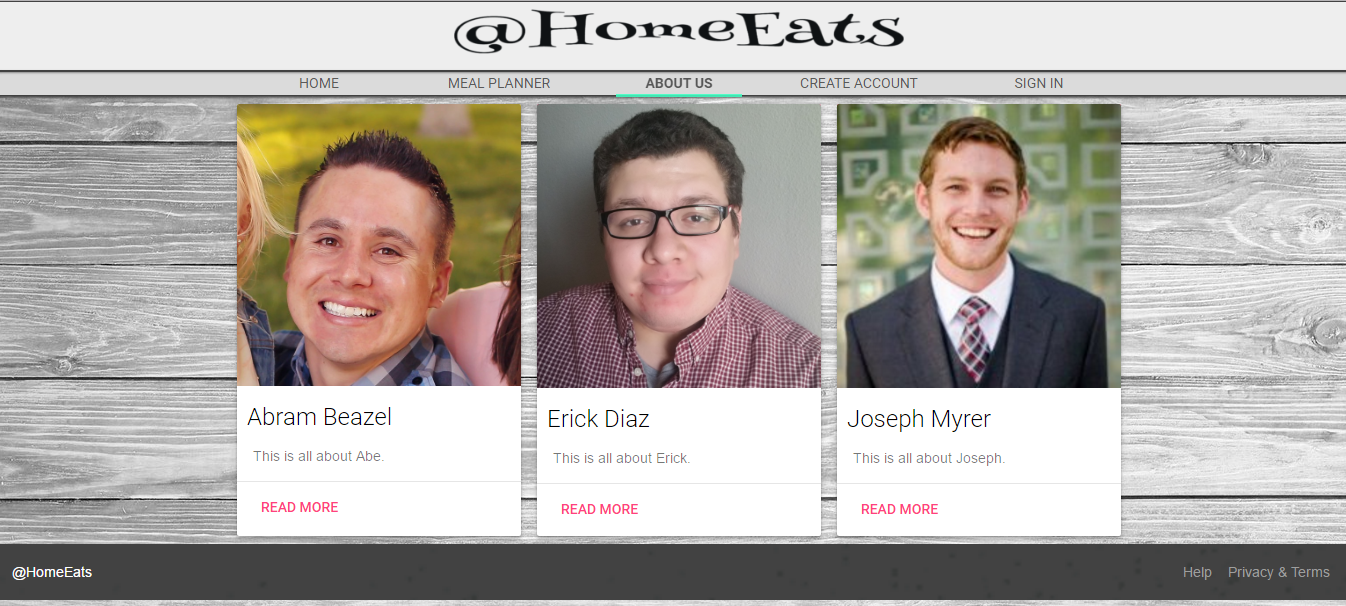 @HomeEats
HOME MEAL PLANNER ABOUT US CREATE ACCOUNT SIGN IN
Abram Beazel
This is all about Abe.
READ MORE
Erick Diaz
This is all about Erick.
READ MORE
Joseph Myrer
This is all about Joseph.
READ MORE
@HomeEats Help Privacy & Terms